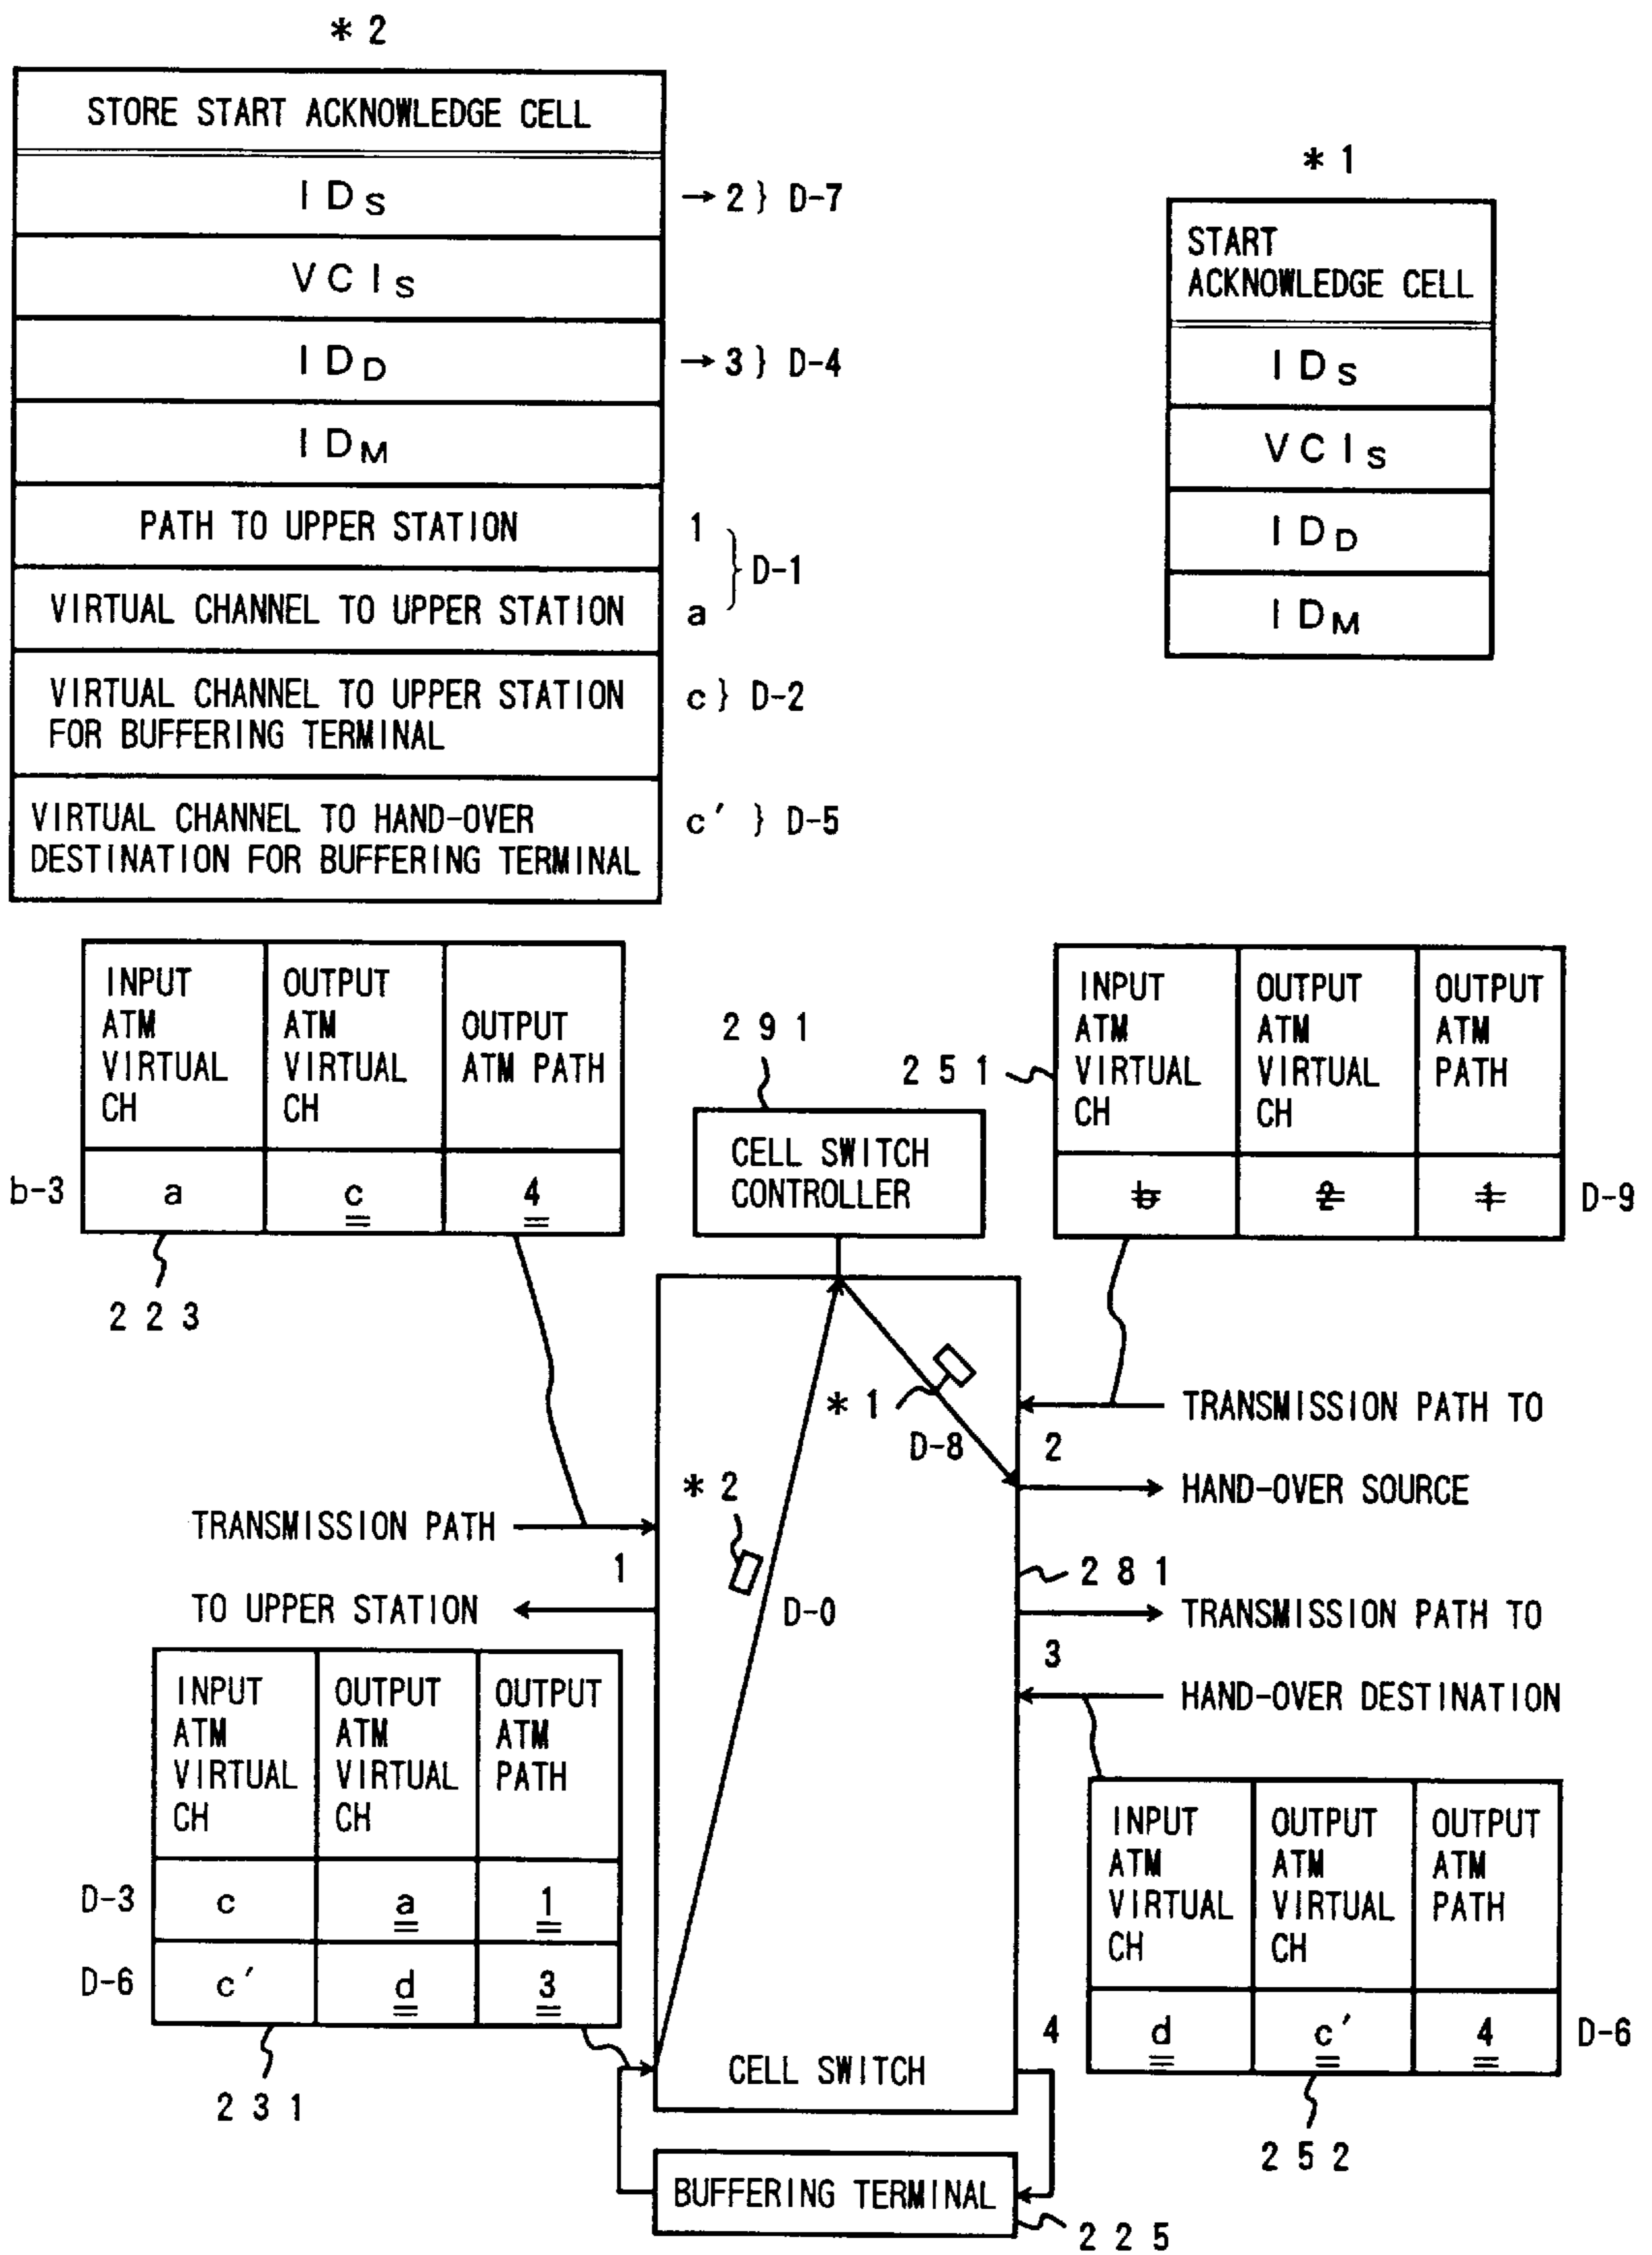 * 2
STORE START ACKNOWLEDGE CELL
IDS → 2 } D-7
VCIS
IDD → 3 } D-4
IDM
PATH TO UPPER STATION 1
} D-1
VIRTUAL CHANNEL TO UPPER STATION a
VIRTUAL CHANNEL TO UPPER STATION c } D-2
FOR BUFFERING TERMINAL
VIRTUAL CHANNEL TO HAND-OVER c' } D-5
DESTINATION FOR BUFFERING TERMINAL
* 1
START
ACKNOWLEDGE CELL
IDS
VCIS
IDD
IDM
INPUT
ATM
VIRTUAL
CH
OUTPUT
ATM
VIRTUAL
CH
OUTPUT
ATM PATH
b-3 a c 4
223
291
CELL SWITCH
CONTROLLER
251
INPUT
ATM
VIRTUAL
CH
OUTPUT
ATM
VIRTUAL
CH
OUTPUT
ATM
PATH
b 2 1 D-9
* 1
D-8
TRANSMISSION PATH TO
2
HAND-OVER SOURCE
* 2
TRANSMISSION PATH
1
TO UPPER STATION
D-0
281
TRANSMISSION PATH TO
3
HAND-OVER DESTINATION
INPUT
ATM
VIRTUAL
CH
OUTPUT
ATM
VIRTUAL
CH
OUTPUT
ATM
PATH
D-3 c a 1
D-6 c' d 3
231
INPUT
ATM
VIRTUAL
CH
OUTPUT
ATM
VIRTUAL
CH
OUTPUT
ATM
PATH
d c' 4 D-6
252
4
CELL SWITCH
BUFFERING TERMINAL
225